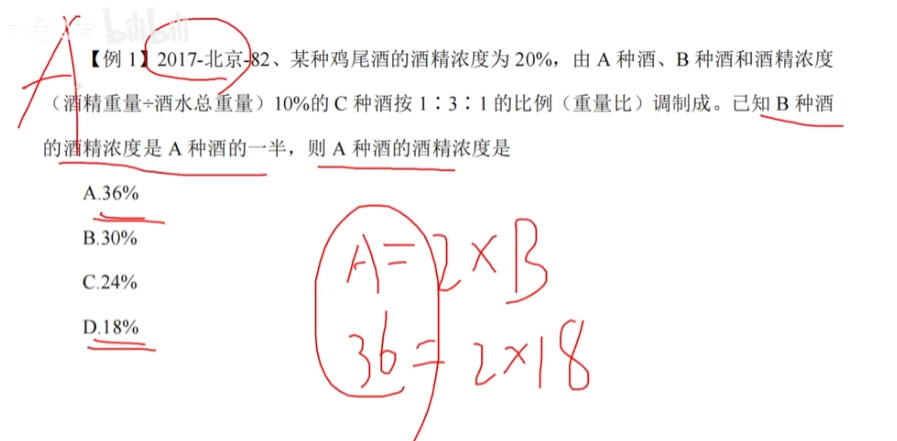 bilibili
A
【例 1】2017-北京-82、某种鸡尾酒的酒精浓度为 20%，由 A 种酒、B 种酒和酒精浓度
（酒精重量÷酒水总重量）10%的 C 种酒按 1∶3∶1 的比例（重量比）调制成。已知 B 种酒
的酒精浓度是 A 种酒的一半，则 A 种酒的酒精浓度是
A.36%
B.30%
C.24%
D.18%
A=2×B
36=2×18